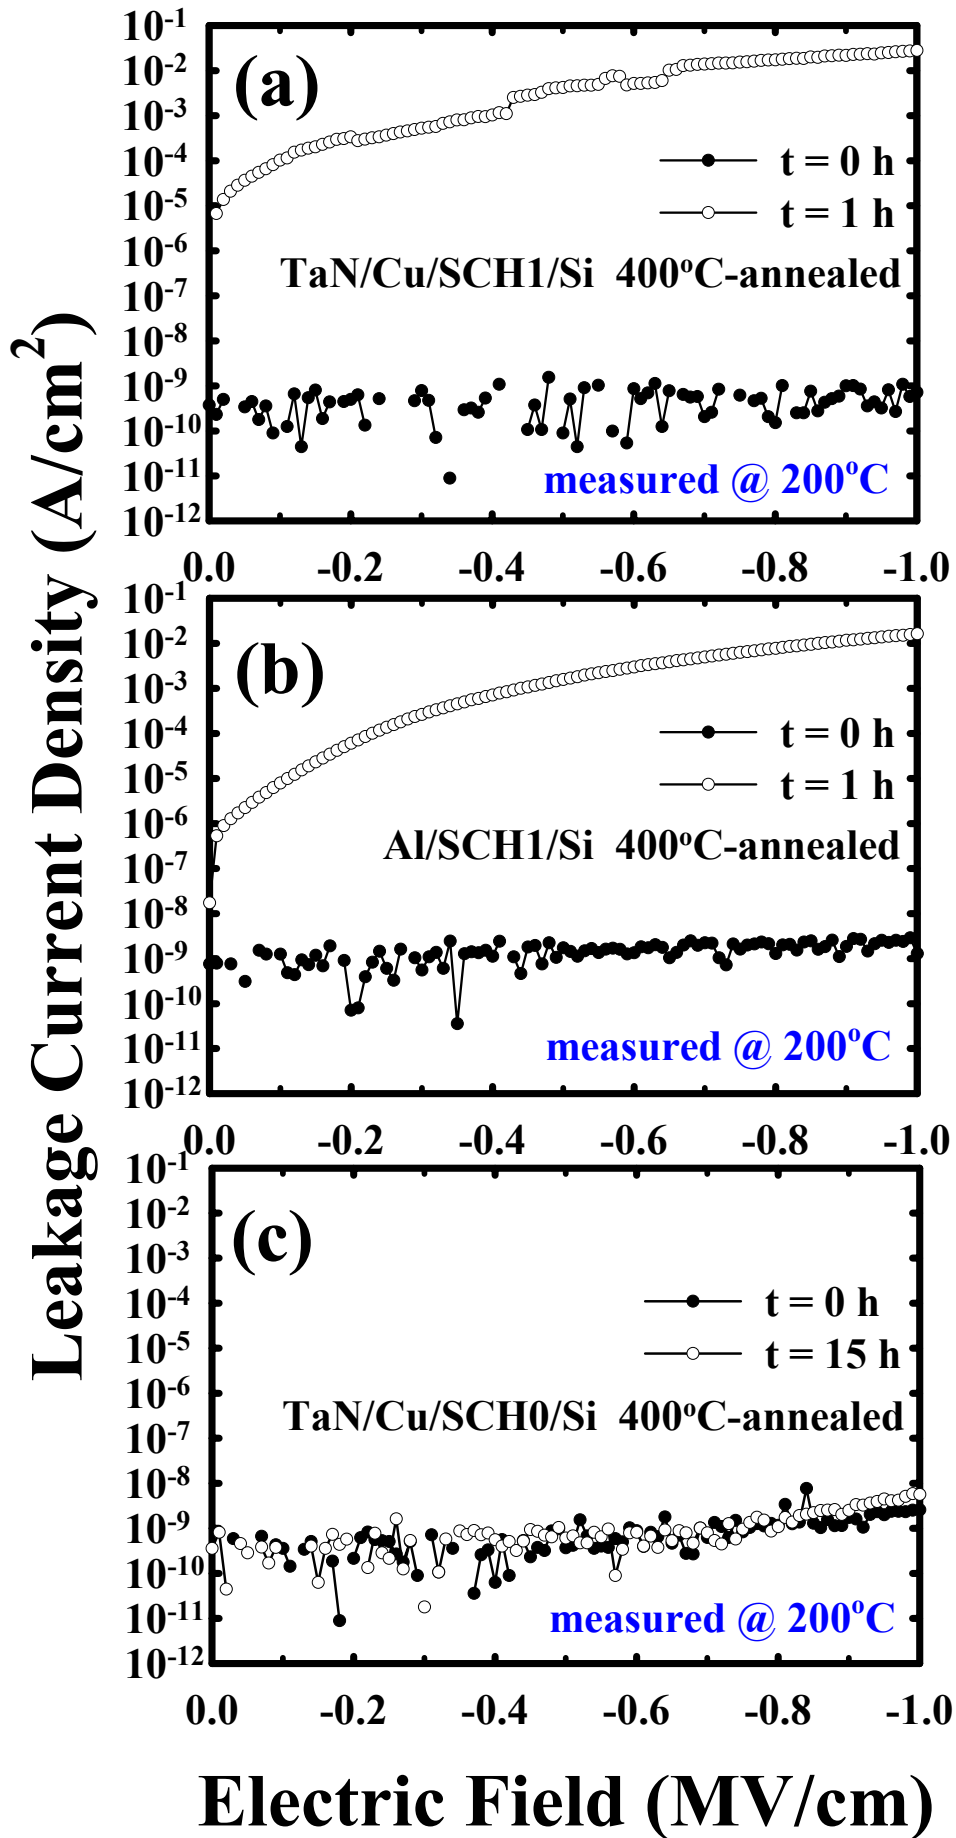 Leakage Current Density (A/cm²)
10⁻¹
10⁻²
10⁻³
10⁻⁴
10⁻⁵
10⁻⁶
10⁻⁷
10⁻⁸
10⁻⁹
10⁻¹⁰
10⁻¹¹
10⁻¹²
(a)
t = 0 h
t = 1 h
TaN/Cu/SCH1/Si 400°C-annealed
measured @ 200°C
0.0 -0.2 -0.4 -0.6 -0.8 -1.0
10⁻¹
10⁻²
10⁻³
10⁻⁴
10⁻⁵
10⁻⁶
10⁻⁷
10⁻⁸
10⁻⁹
10⁻¹⁰
10⁻¹¹
10⁻¹²
(b)
t = 0 h
t = 1 h
Al/SCH1/Si 400°C-annealed
measured @ 200°C
0.0 -0.2 -0.4 -0.6 -0.8 -1.0
10⁻¹
10⁻²
10⁻³
10⁻⁴
10⁻⁵
10⁻⁶
10⁻⁷
10⁻⁸
10⁻⁹
10⁻¹⁰
10⁻¹¹
10⁻¹²
(c)
t = 0 h
t = 15 h
TaN/Cu/SCH0/Si 400°C-annealed
measured @ 200°C
0.0 -0.2 -0.4 -0.6 -0.8 -1.0
Electric Field (MV/cm)